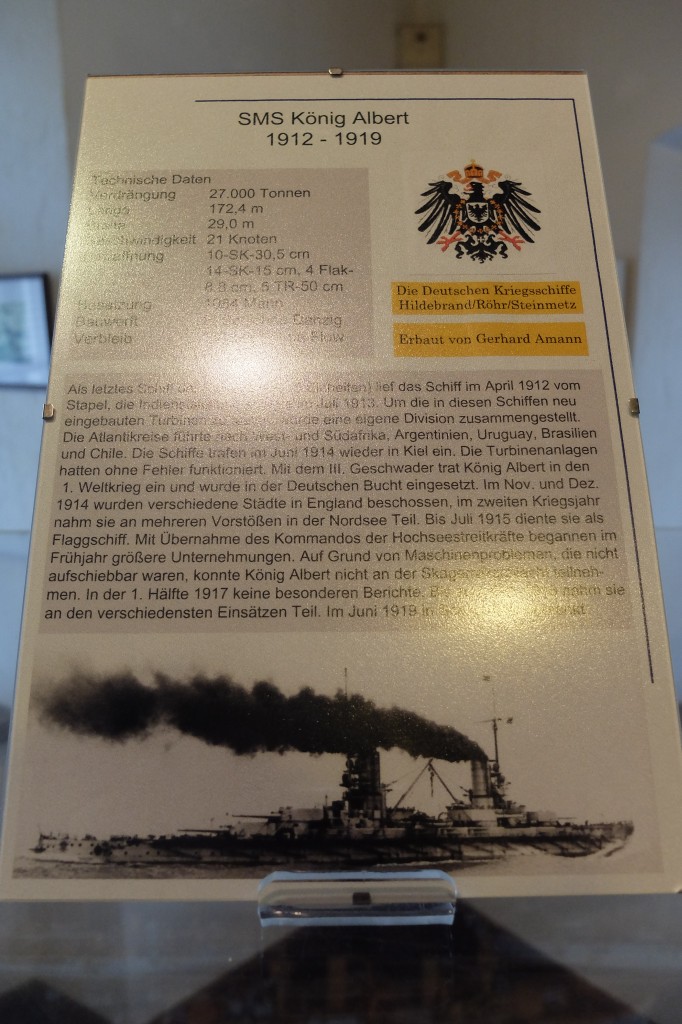 SMS König Albert
1912 - 1919
Technische Daten
Verdrängung 27.000 Tonnen
Länge 172,4 m
Breite 29,0 m
Geschwindigkeit 21 Knoten
10-SK-30,5 cm
14-SK-15 cm, 4 Flak-
8,8 cm, 5 TR-50 cm
Besatzung 1084 Mann
Bauwerft Danzig
Verbleib Flow
Die Deutschen Kriegsschiffe
Hildebrand/Röhr/Steinmetz
Erbaut von Gerhard Amann
Als letztes Schiff lief das Schiff im April 1912 vom
Stapel, die Juli 1913. Um die in diesen Schiffen neu
eingebauten Turbinen zu wurde eine eigene Division zusammengestellt.
Die Atlantikreise führte nach West- und Südafrika, Argentinien, Uruguay, Brasilien
und Chile. Die Schiffe trafen im Juni 1914 wieder in Kiel ein. Die Turbinenanlagen
hatten ohne Fehler funktioniert. Mit dem III. Geschwader trat König Albert in den
1. Weltkrieg ein und wurde in der Deutschen Bucht eingesetzt. Im Nov. und Dez.
1914 wurden verschiedene Städte in England beschossen, im zweiten Kriegsjahr
nahm sie an mehreren Vorstößen in der Nordsee Teil. Bis Juli 1915 diente sie als
Flaggschiff. Mit Übernahme des Kommandos der Hochseestreitkräfte begannen im
Frühjahr größere Unternehmungen. Auf Grund von Maschinenproblemen, die nicht
aufschiebbar waren, konnte König Albert nicht an der teilneh-
men. In der 1. Hälfte 1917 keine besonderen Berichte. nahm sie
an den verschiedensten Einsätzen Teil. Im Juni 1919 in